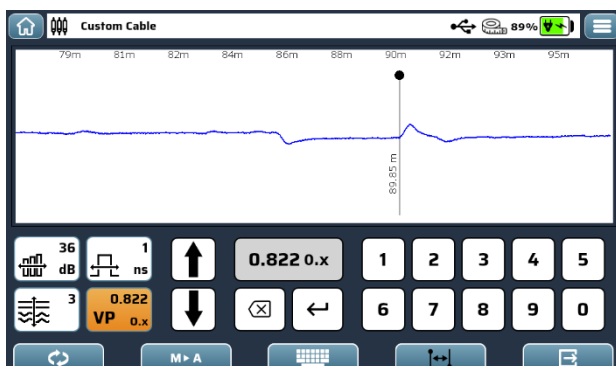 Custom Cable
89%
79m 81m 82m 84m 86m 88m 90m 92m 93m 95m
89.85 m
36 dB
1 ns
0.822 0.x
1 2 3 4 5
3
0.822 VP 0.x
6 7 8 9 0
M▸A